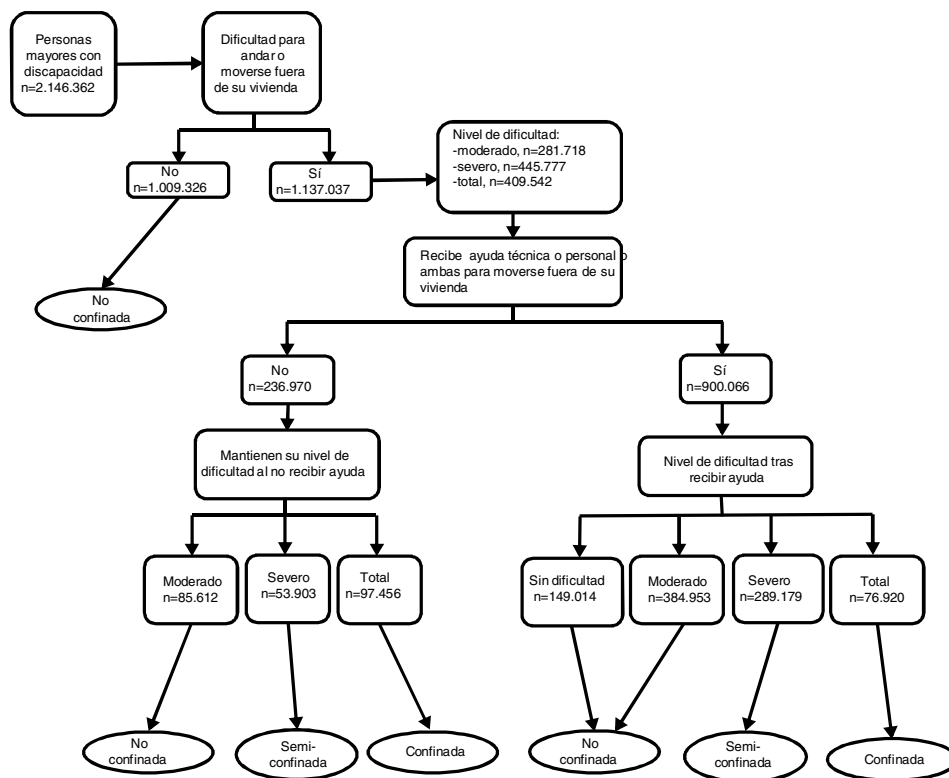 Personas
mayores con
discapacidad
n=2.146.362
Dificultad para
andar o
moverse fuera
de su vivienda
No
n=1.009.326
Sí
n=1.137.037
Nivel de dificultad:
-moderado, n=281.718
-severo, n=445.777
-total, n=409.542
Recibe ayuda técnica o personal o
ambas para moverse fuera de su
vivienda
No
confinada
No
n=236.970
Sí
n=900.066
Mantienen su nivel de
dificultad al no recibir ayuda
Nivel de dificultad tras
recibir ayuda
Moderado
n=85.612
Severo
n=53.903
Total
n=97.456
Sin dificultad
n=149.014
Moderado
n=384.953
Severo
n=289.179
Total
n=76.920
No
confinada
Semi-
confinada
Confinada
No
confinada
Semi-
confinada
Confinada